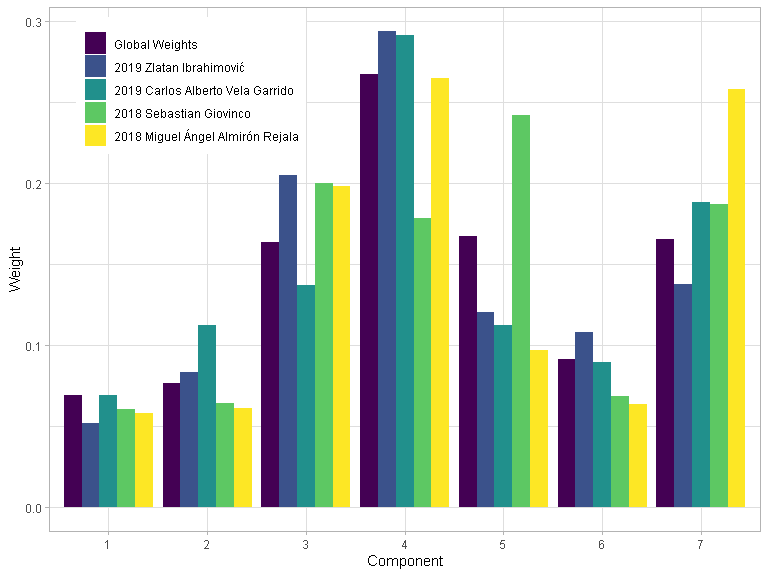 0.3
0.2
0.1
0.0
Weight
Global Weights
2019 Zlatan Ibrahimović
2019 Carlos Alberto Vela Garrido
2018 Sebastian Giovinco
2018 Miguel Ángel Almirón Rejala
1 2 3 4 5 6 7
Component